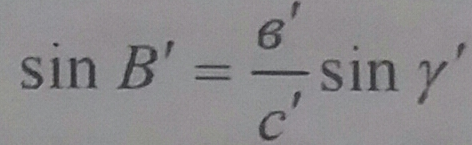 sin B′ = в′/c′ sin γ′